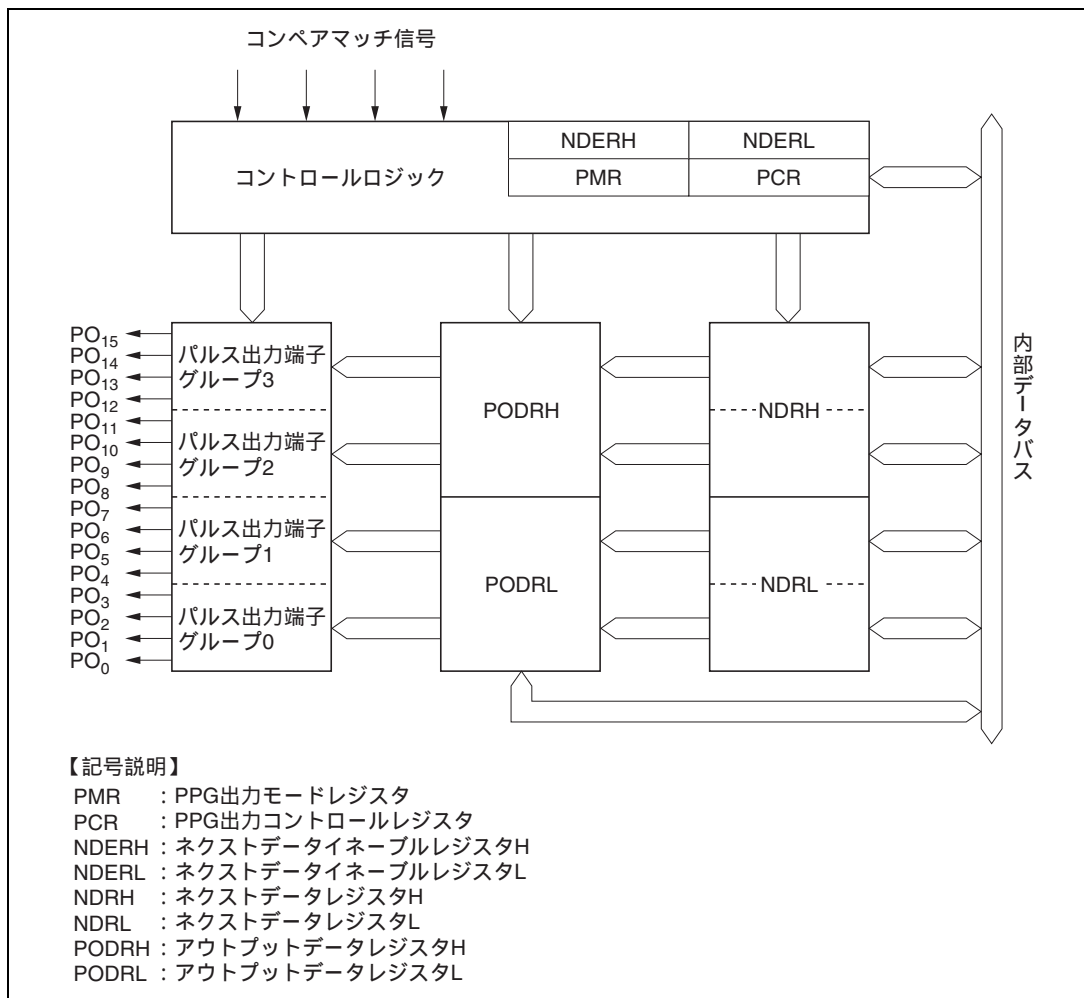 コンペアマッチ信号
NDERH NDERL
コントロールロジック PMR PCR
PO15
PO14
PO13
PO12
PO11
PO10
PO9
PO8
PO7
PO6
PO5
PO4
PO3
PO2
PO1
PO0
パルス出力端子
グループ3
パルス出力端子
グループ2
パルス出力端子
グループ1
パルス出力端子
グループ0
PODRH
PODRL
NDRH
NDRL
内部データバス
【記号説明】
PMR :PPG出力モードレジスタ
PCR :PPG出力コントロールレジスタ
NDERH:ネクストデータイネーブルレジスタH
NDERL:ネクストデータイネーブルレジスタL
NDRH :ネクストデータレジスタH
NDRL :ネクストデータレジスタL
PODRH:アウトプットデータレジスタH
PODRL:アウトプットデータレジスタL